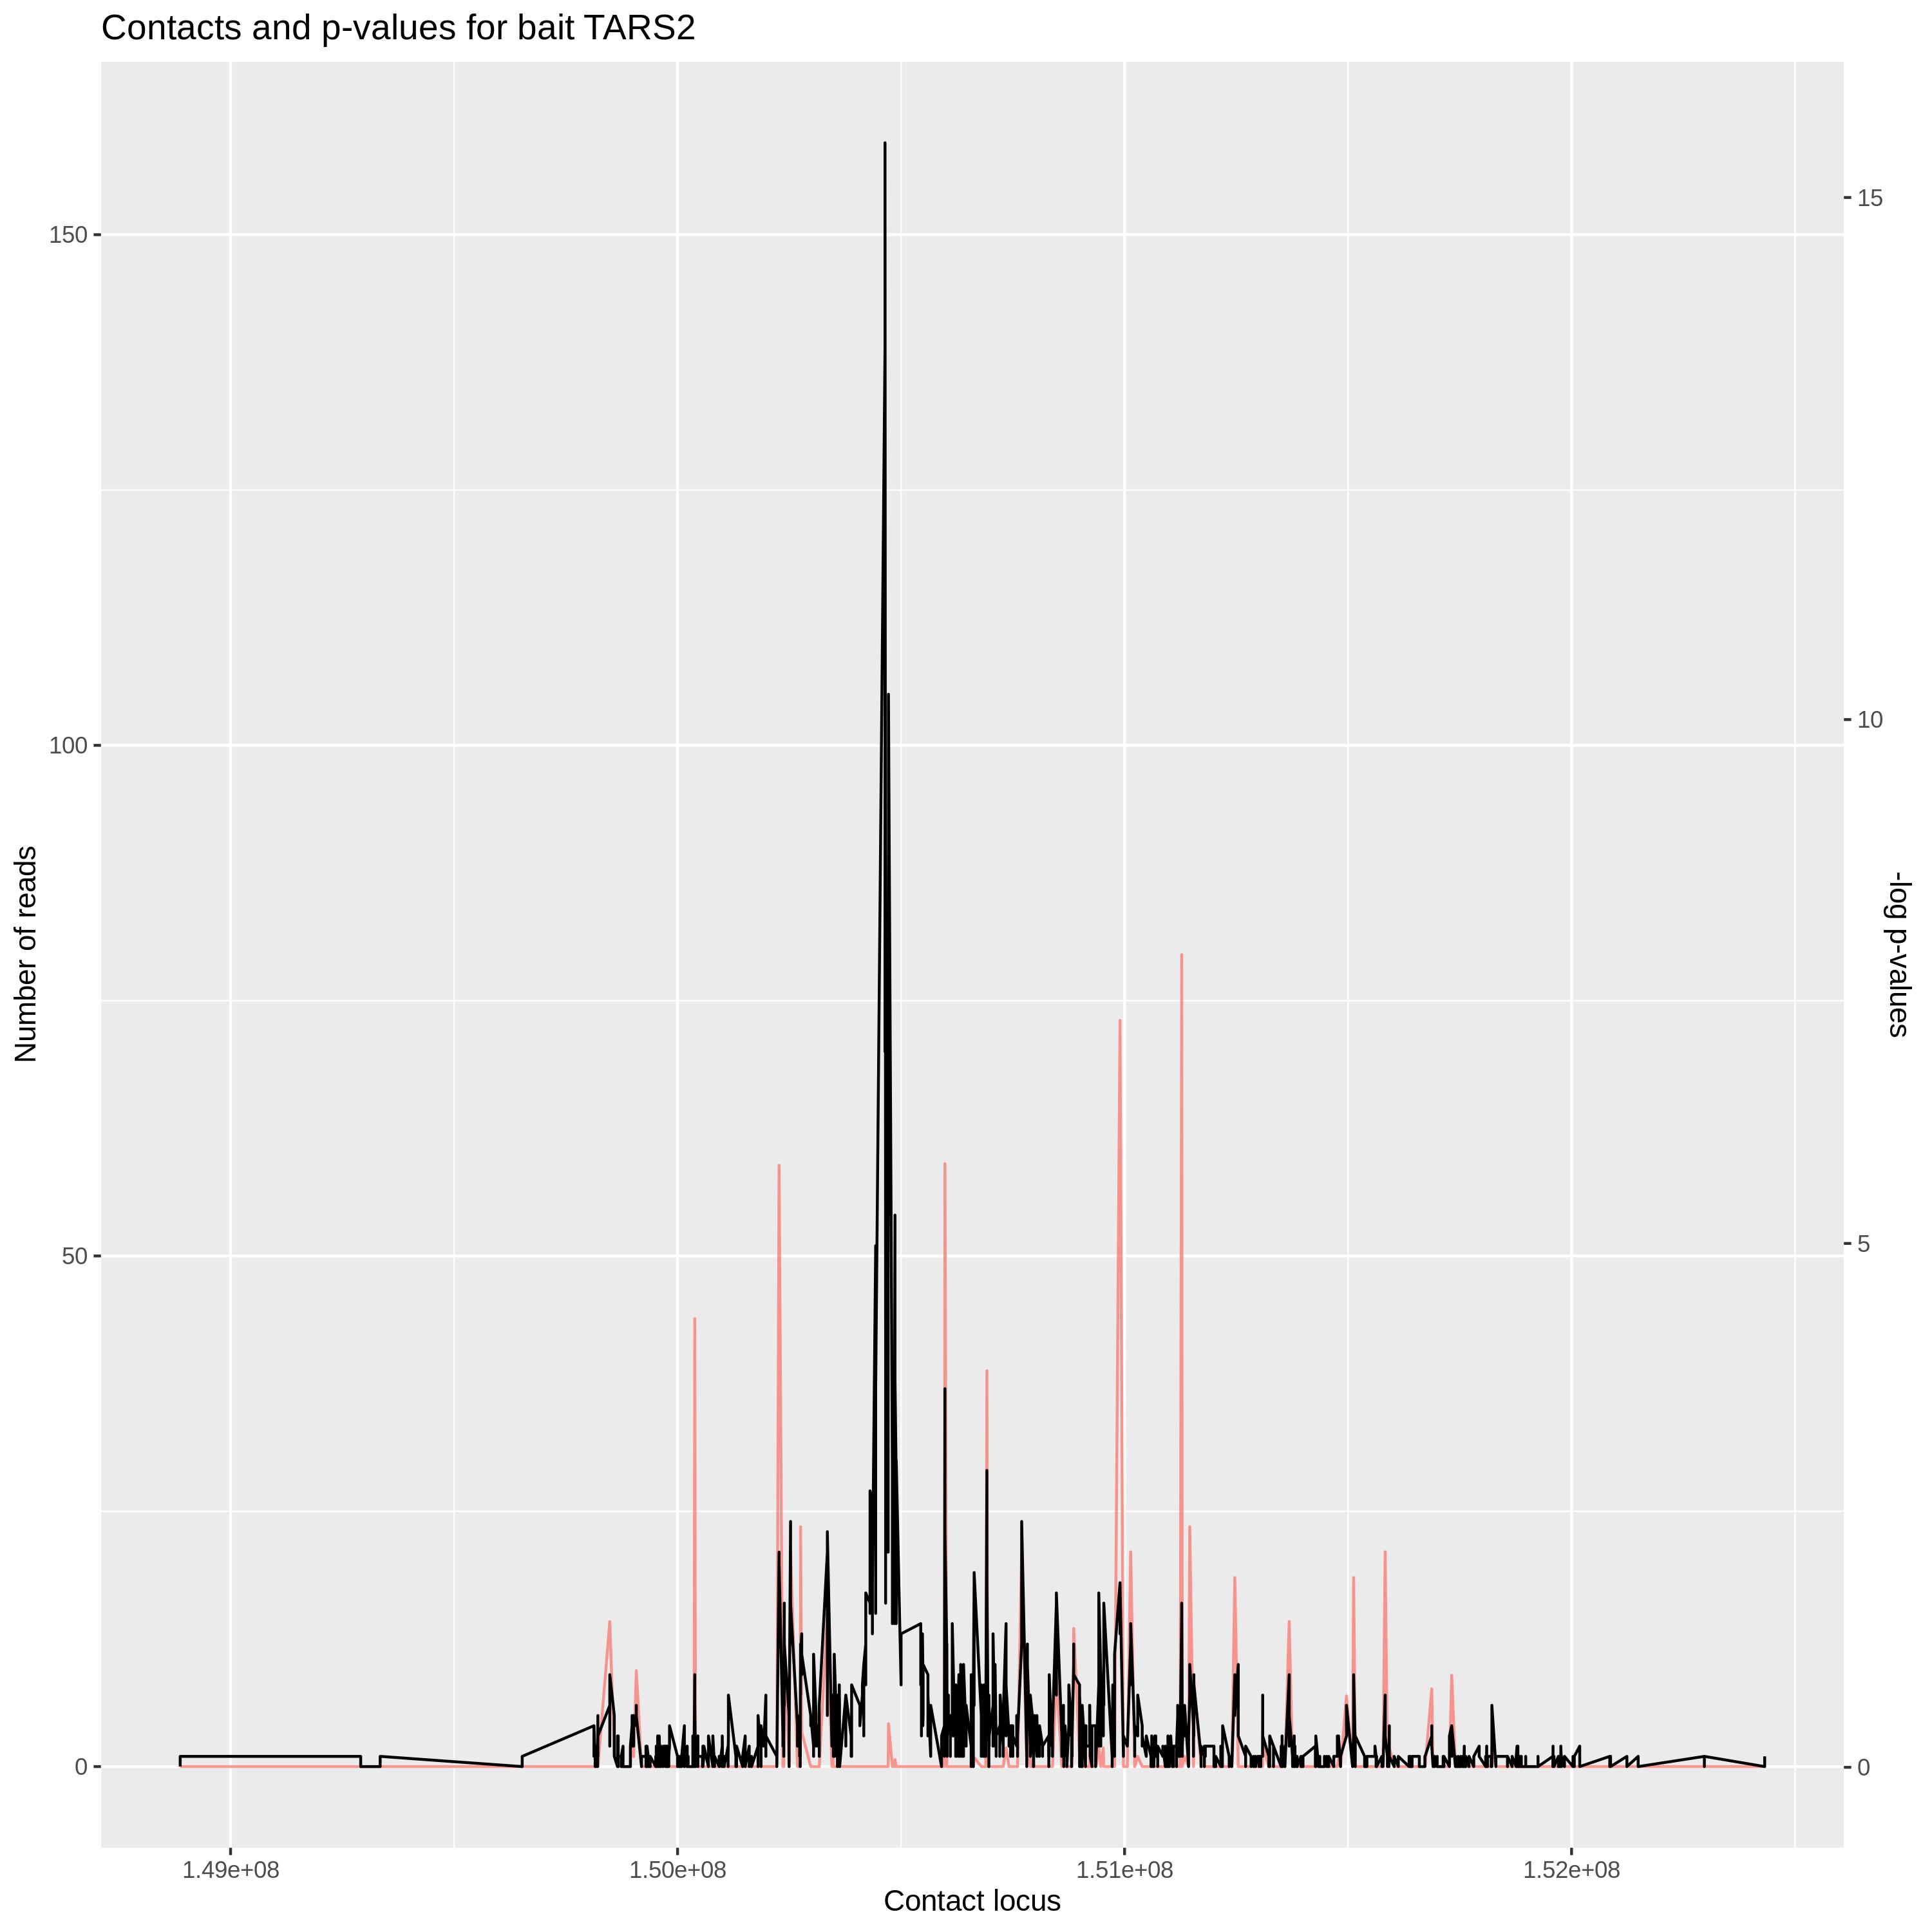 Contacts and p-values for bait TARS2
150
100
50
0
Number of reads
15
10
5
0
-log p-values
1.49e+08
1.50e+08
1.51e+08
1.52e+08
Contact locus